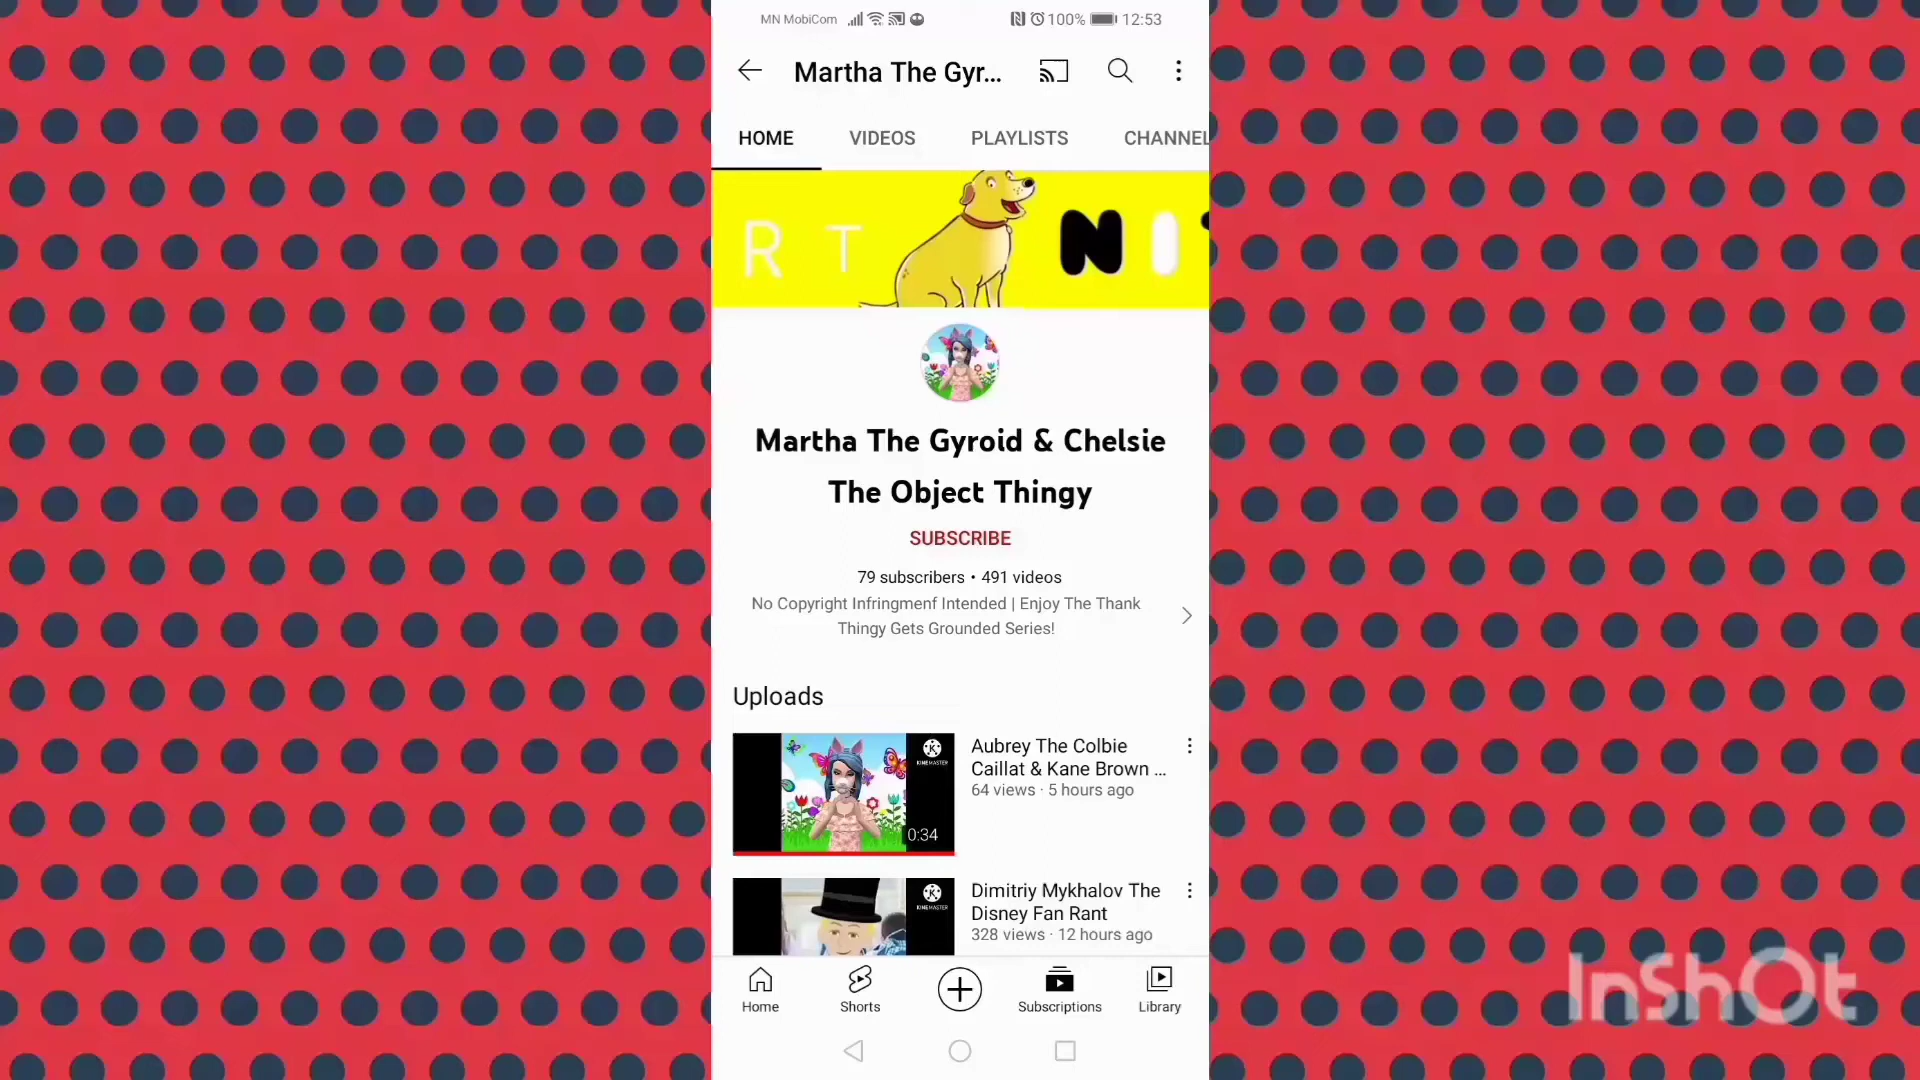 MN MobiCom
100% 12:53
Martha The Gyr...
HOME VIDEOS PLAYLISTS CHANNEL
R T N I
Martha The Gyroid & Chelsie
The Object Thingy
SUBSCRIBE
79 subscribers • 491 videos
No Copyright Infringmenf Intended | Enjoy The Thank
Thingy Gets Grounded Series!
Uploads
KINEMASTER
0:34
Aubrey The Colbie
Caillat & Kane Brown ...
64 views · 5 hours ago
KINEMASTER
Dimitriy Mykhalov The
Disney Fan Rant
328 views · 12 hours ago
Home Shorts Subscriptions Library
InShOt